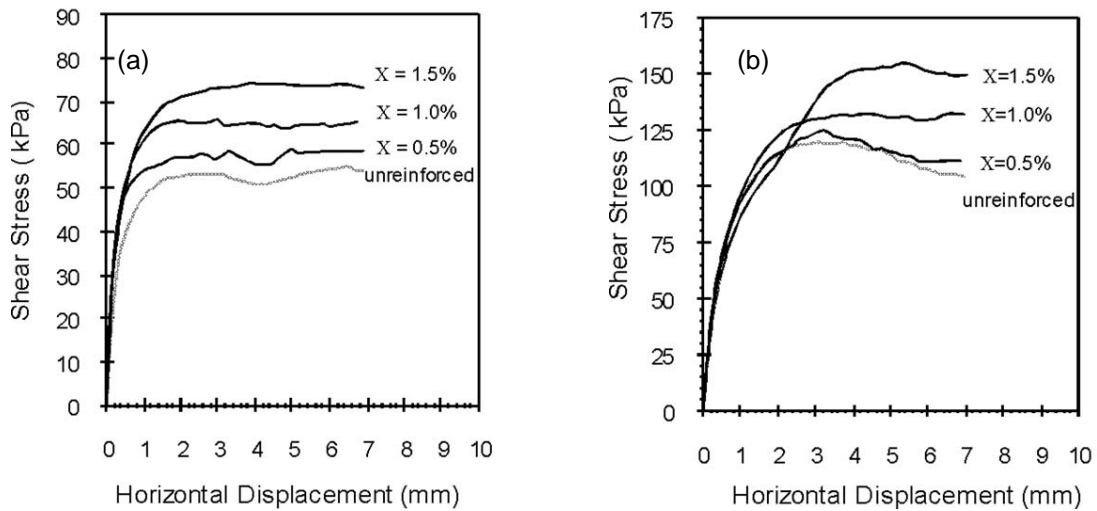 (a)
Shear Stress ( kPa)
90
80
70
60
50
40
30
20
10
0
X = 1.5%
X = 1.0%
X = 0.5%
unreinforced
0 1 2 3 4 5 6 7 8 9 10
Horizontal Displacement (mm)
(b)
Shear Stress ( kPa)
175
150
125
100
75
50
25
0
X=1.5%
X=1.0%
X=0.5%
unreinforced
0 1 2 3 4 5 6 7 8 9 10
Horizontal Displacement (mm)